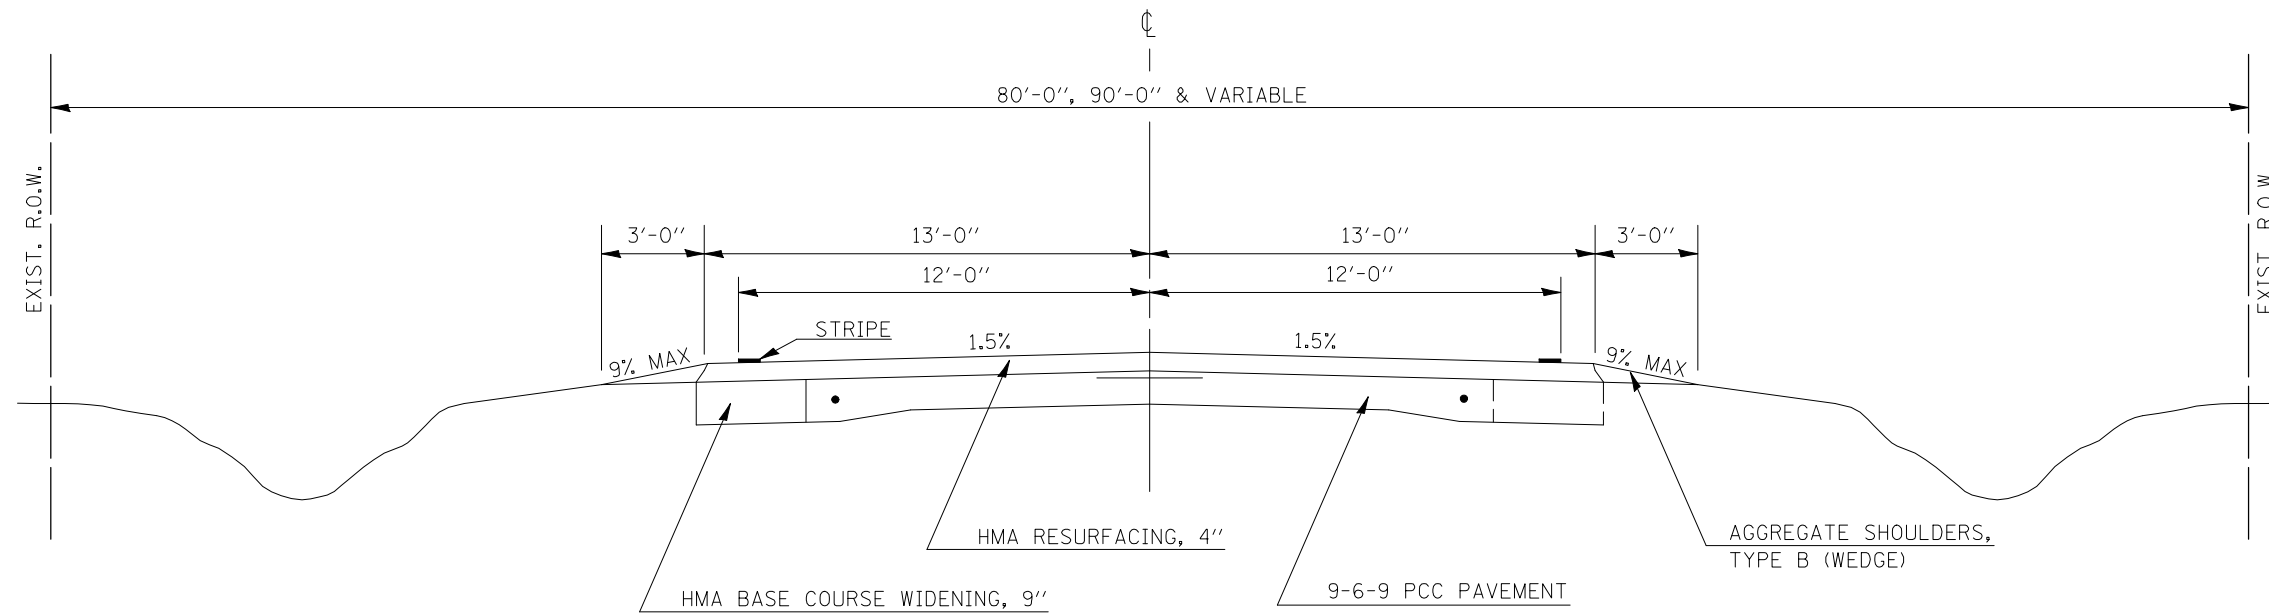 ℄
80'-0", 90'-0" & VARIABLE
EXIST. R.O.W.
EXIST. R.O.W.
3'-0"
13'-0"
13'-0"
3'-0"
12'-0"
12'-0"
STRIPE
1.5%
1.5%
9% MAX
9% MAX
HMA RESURFACING, 4"
AGGREGATE SHOULDERS,
TYPE B (WEDGE)
HMA BASE COURSE WIDENING, 9"
9-6-9 PCC PAVEMENT